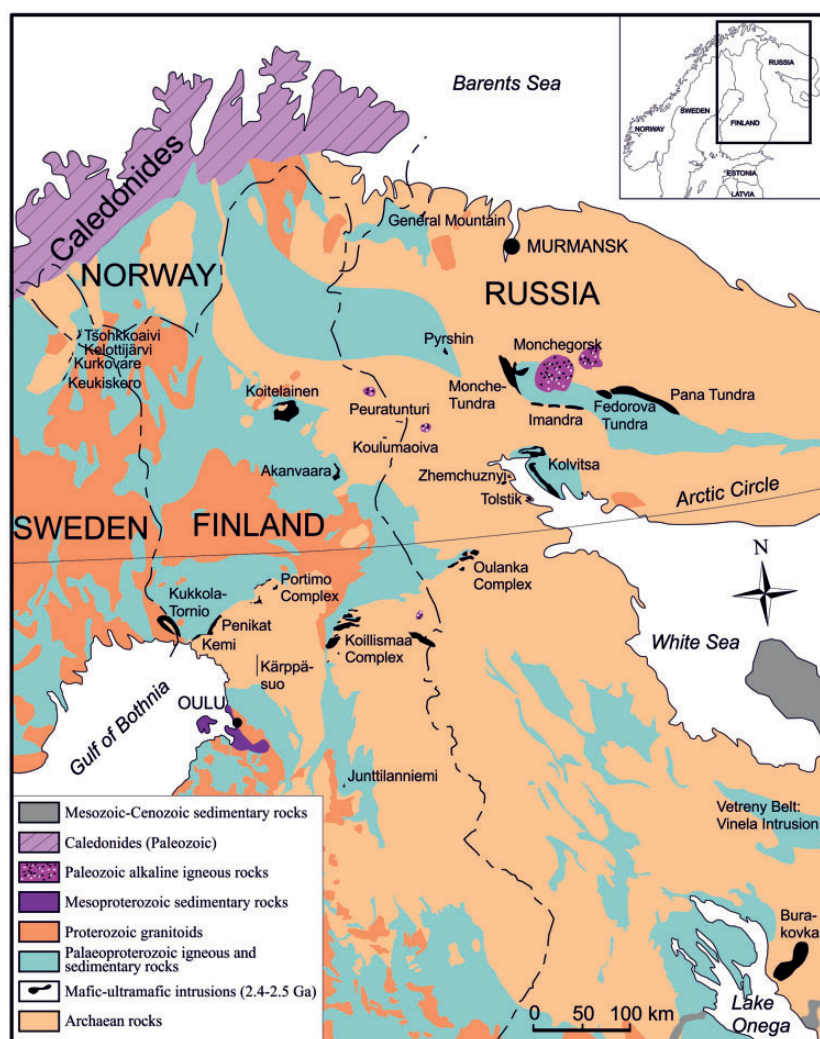 Barents Sea
RUSSIA
SWEDEN
NORWAY
FINLAND
ESTONIA
LATVIA
Caledonides
General Mountain
MURMANSK
NORWAY
RUSSIA
Tšohkkoaivi
Kelottijärvi
Kurkovare
Keukiskero
Pyrshin
Monchegorsk
Koitelainen
Peuratunturi
Monche-
Tundra
Pana Tundra
Fedorova
Tundra
Imandra
Koulumaoiva
Akanvaara
Zhemchuznyj
Kolvitsa
Tolstik
Arctic Circle
SWEDEN
FINLAND
N
Oulanka
Complex
Portimo
Complex
Kukkola-
Tornio
Penikat
Kemi
Koillismaa
Complex
White Sea
Kärppä-
suo
OULU
Gulf of Bothnia
Junttilanniemi
Vetreny Belt:
Vinela Intrusion
Bura-
kovka
Lake
Onega
0 50 100 km
Mesozoic-Cenozoic sedimentary rocks
Caledonides (Paleozoic)
Paleozoic alkaline igneous rocks
Mesoproterozoic sedimentary rocks
Proterozoic granitoids
Palaeoproterozoic igneous and
sedimentary rocks
Mafic-ultramafic intrusions (2.4-2.5 Ga)
Archaean rocks